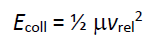 Ecoll = ½ μvrel²